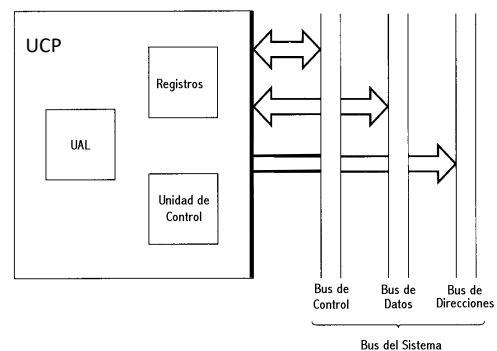 UCP
Registros
UAL
Unidad de
Control
Bus de
Control
Bus de
Datos
Bus de
Direcciones
Bus del Sistema